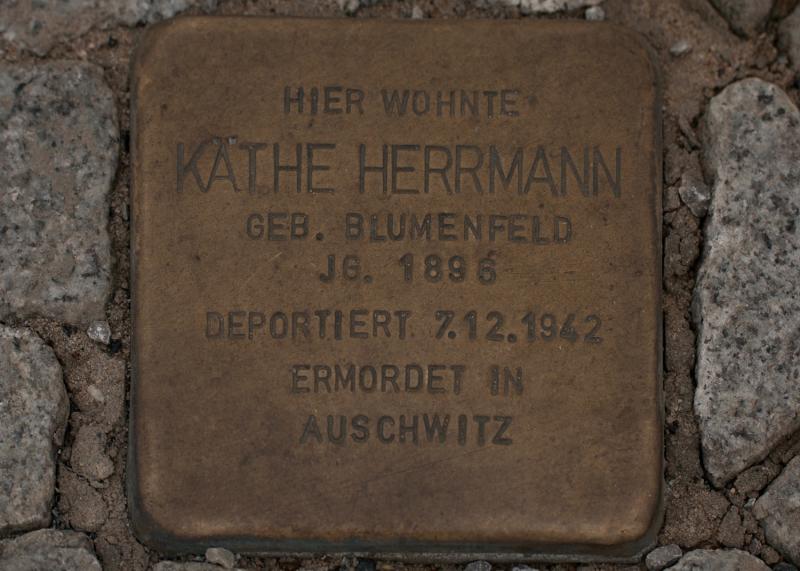 HIER WOHNTE
KÄTHE HERRMANN
GEB. BLUMENFELD
JG. 1896
DEPORTIERT 7.12.1942
ERMORDET IN
AUSCHWITZ